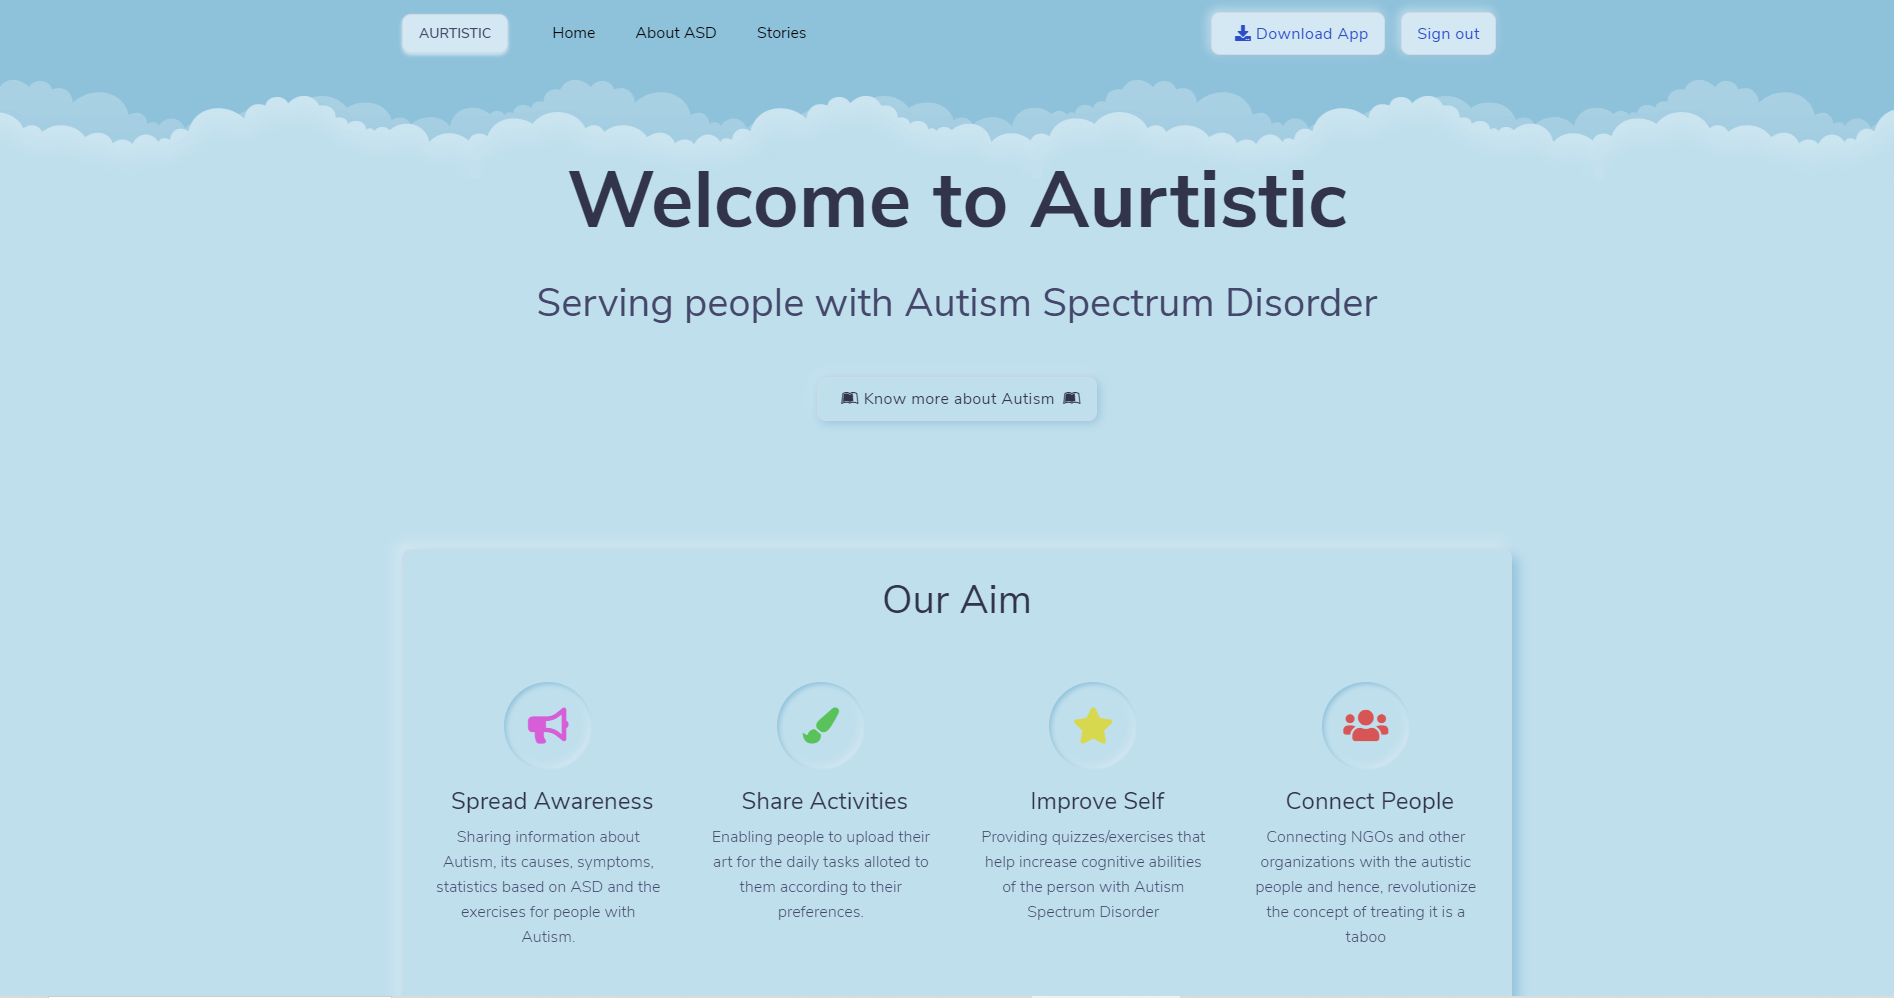 AURTISTIC Home About ASD Stories Download App Sign out
Welcome to Aurtistic
Serving people with Autism Spectrum Disorder
Know more about Autism
Our Aim
Spread Awareness
Sharing information about
Autism, its causes, symptoms,
statistics based on ASD and the
exercises for people with
Autism.
Share Activities
Enabling people to upload their
art for the daily tasks alloted to
them according to their
preferences.
Improve Self
Providing quizzes/exercises that
help increase cognitive abilities
of the person with Autism
Spectrum Disorder
Connect People
Connecting NGOs and other
organizations with the autistic
people and hence, revolutionize
the concept of treating it is a
taboo